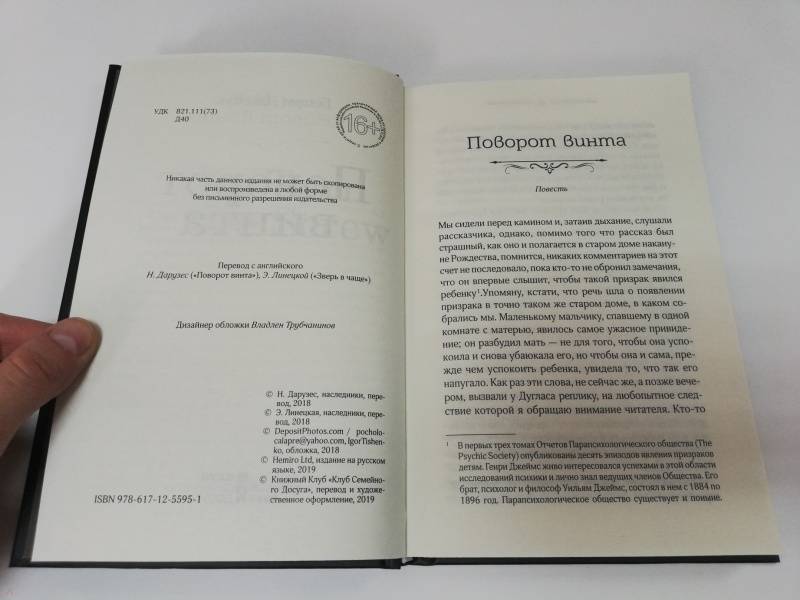 УДК 821.111(73)
Д40
16+
Никакая часть данного издания не может быть скопирована
или воспроизведена в любой форме
без письменного разрешения издательства
Перевод с английского
Н. Дарузес («Поворот винта»), Э. Линецкой («Зверь в чаще»)
Дизайнер обложки Владлен Трубчанинов
© Н. Дарузес, наследники, пере-
вод, 2018
© Э. Линецкая, наследники, пере-
вод, 2018
© DepositPhotos.com / pocholo-
calapre@yahoo.com, IgorTishen-
ko, обложка, 2018
© Hemiro Ltd, издание на русском
языке, 2019
© Книжный Клуб «Клуб Семейно-
го Досуга», перевод и художе-
ственное оформление, 2019
ISBN 978-617-12-5595-1
Поворот винта
Повесть
Мы сидели перед камином и, затаив дыхание, слушали
рассказчика, однако, помимо того что рассказ был
страшный, как оно и полагается в старом доме накану-
не Рождества, помнится, никаких комментариев на этот
счет не последовало, пока кто-то не обронил замечания,
что он впервые слышит, чтобы такой призрак явился
ребенку¹.Упомяну, кстати, что речь шла о появлении
призрака в точно таком же старом доме, в каком со-
брались мы. Маленькому мальчику, спавшему в одной
комнате с матерью, явилось самое ужасное привиде-
ние; он разбудил мать — не для того, чтобы она успо-
коила и снова убаюкала его, но чтобы она и сама, преж-
де чем успокоить ребенка, увидела то, что так его
напугало. Как раз эти слова, не сейчас же, а позже вече-
ром, вызвали у Дугласа реплику, на любопытное след-
ствие которой я обращаю внимание читателя. Кто-то
¹ В первых трех томах Отчетов Парапсихологического общества (The
Psychic Society) опубликованы десять эпизодов явления призраков
детям. Генри Джеймс живо интересовался успехами в этой области
исследований психики и лично знал ведущих членов Общества. Его
брат, психолог и философ Уильям Джеймс, состоял в нем с 1884 по
1896 год. Парапсихологическое общество существует и поныне.